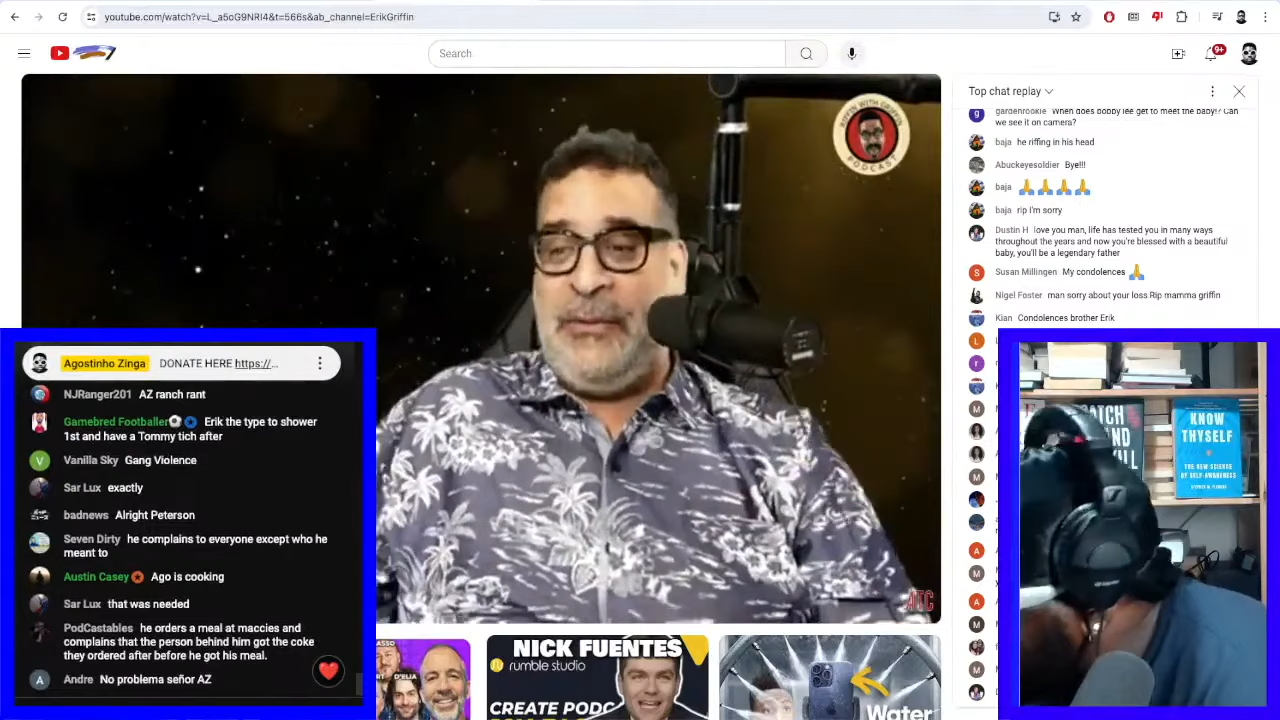 youtube.com/watch?v=L_a5oG9NRI4&t=566s&ab_channel=ErikGriffin
Search
9+
Top chat replay
gardenrookie When does bobby lee get to meet the baby!? Can
we see it on camera?
baja he riffing in his head
Abuckeyesoldier Bye!!!
baja 🙏🙏🙏🙏
baja rip i'm sorry
Dustin H love you man, life has tested you in many ways
throughout the years and now you're blessed with a beautiful
baby, you'll be a legendary father
Susan Millingen My condolences 🙏
Nigel Foster man sorry about your loss Rip mamma griffin
Kian Condolences brother Erik
RIFFIN WITH GRIFFIN
PODCAST
Agostinho Zinga DONATE HERE https://...
NJRanger201 AZ ranch rant
Gamebred Footballer⚽ Erik the type to shower
1st and have a Tommy tich after
V Vanilla Sky Gang Violence
Sar Lux exactly
badnews Alright Peterson
Seven Dirty he complains to everyone except who he
meant to
Austin Casey Ago is cooking
Sar Lux that was needed
PodCastables he orders a meal at maccies and
complains that the person behind him got the coke
they ordered after before he got his meal.
A Andre No problema señor AZ
KNOW
THYSELF
THE NEW SCIENCE
OF SELF-AWARENESS
STEPHEN M. FLEMING
NICK FUENTES
rumble studio
CREATE PODC
Water